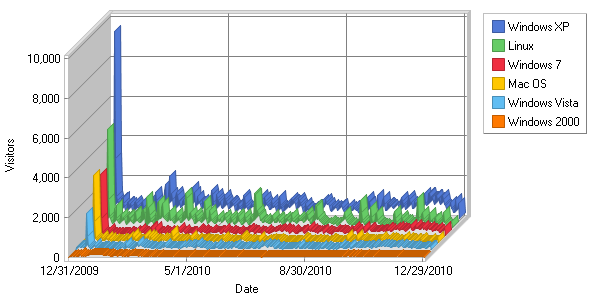 Windows XP
Linux
Windows 7
Mac OS
Windows Vista
Windows 2000
10,000
8,000
6,000
4,000
2,000
0
Visitors
12/31/2009 5/1/2010 8/30/2010 12/29/2010
Date